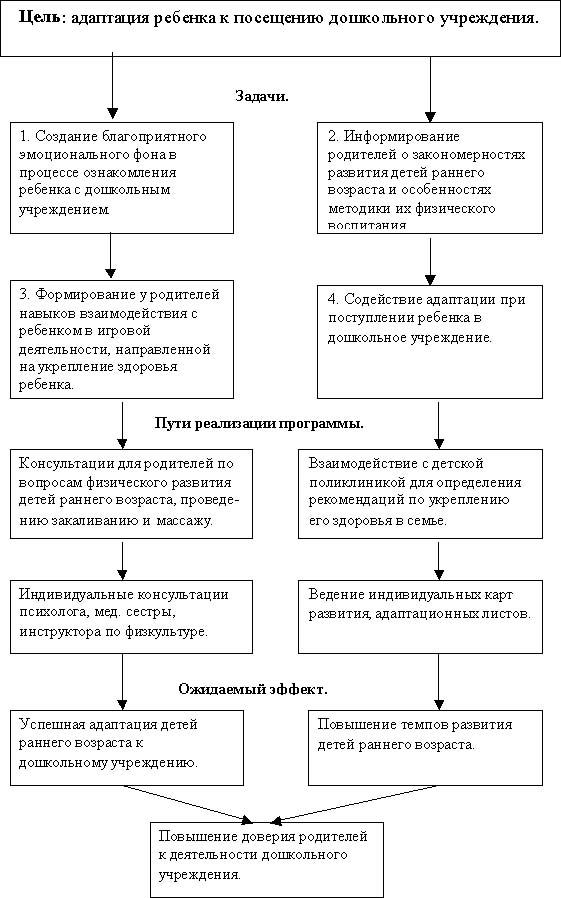 Цель: адаптация ребенка к посещению дошкольного учреждения.
Задачи.
1. Создание благоприятного
эмоционального фона в
процессе ознакомления
ребенка с дошкольным
учреждением.
2. Информирование
родителей о закономерностях
развития детей раннего
возраста и особенностях
методики их физического
воспитания
3. Формирование у родителей
навыков взаимодействия с
ребенком в игровой
деятельности, направленной
на укрепление здоровья
ребенка.
4. Содействие адаптации при
поступлении ребенка в
дошкольное учреждение.
Пути реализации программы.
Консультации для родителей по
вопросам физического развития
детей раннего возраста, проведе-
нию закаливанию и массажу.
Взаимодействие с детской
поликлиникой для определения
рекомендаций по укреплению
его здоровья в семье.
Индивидуальные консультации
психолога, мед. сестры,
инструктора по физкультуре.
Ведение индивидуальных карт
развития, адаптационных листов.
Ожидаемый эффект.
Успешная адаптация детей
раннего возраста к
дошкольному учреждению.
Повышение темпов развития
детей раннего возраста.
Повышение доверия родителей
к деятельности дошкольного
учреждения.